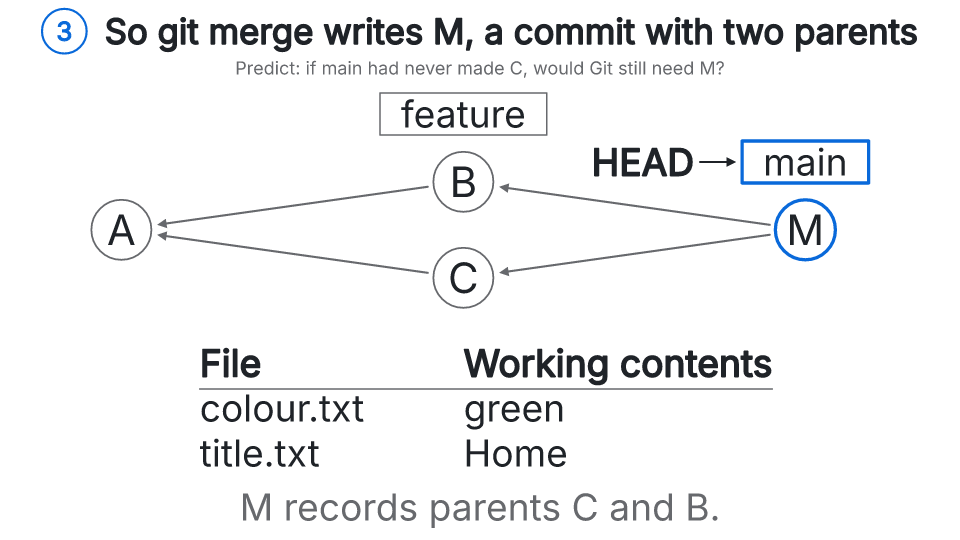 3 So git merge writes M, a commit with two parents
Predict: if main had never made C, would Git still need M?
feature
HEAD main
B
A
M
C
File Working contents
colour.txt green
title.txt Home
M records parents C and B.